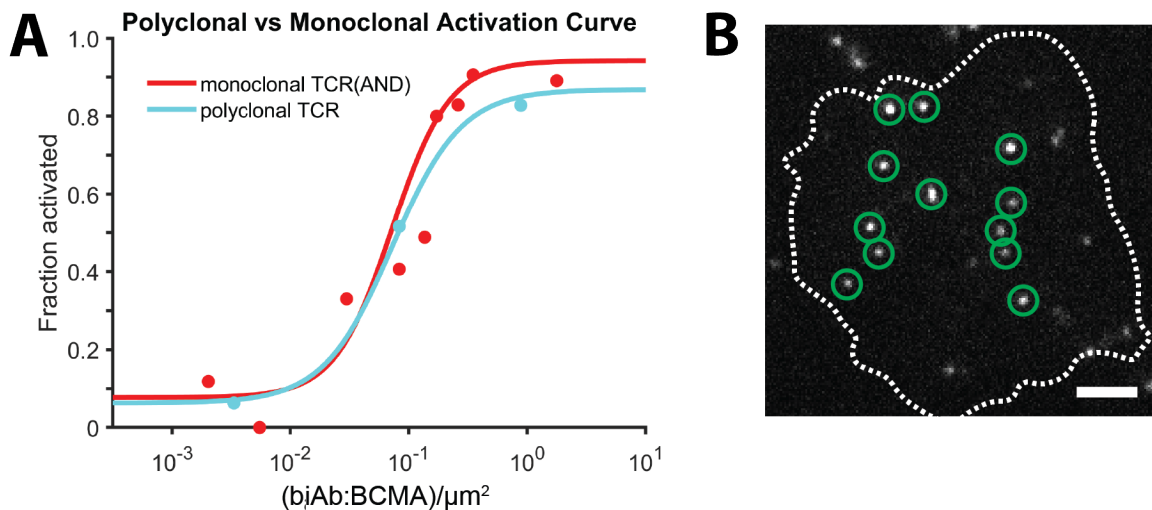 A
Polyclonal vs Monoclonal Activation Curve
B
1.0
monoclonal TCR(AND)
polyclonal TCR
0.8
0.6
0.4
0.2
0
Fraction activated
10-3
10-2
10-1
100
101
(biAb:BCMA)/μm2